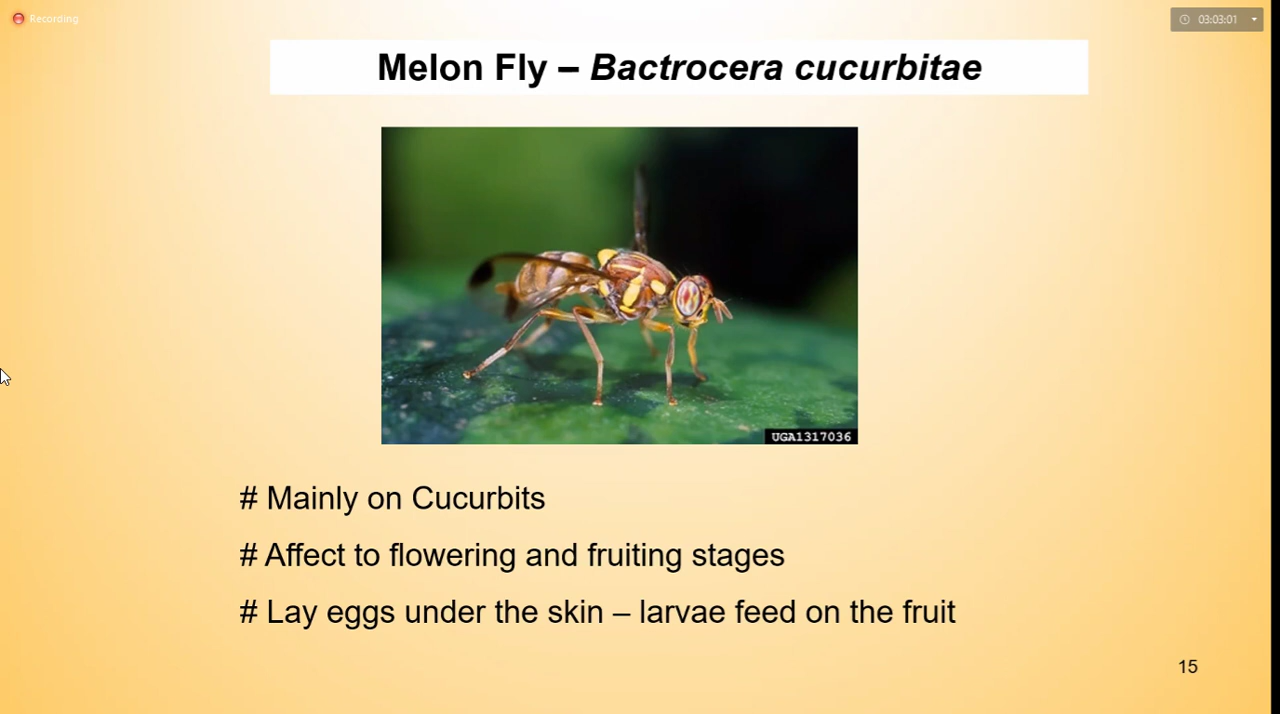 Recording
03:03:01
Melon Fly – Bactrocera cucurbitae
UGA1317036
# Mainly on Cucurbits
# Affect to flowering and fruiting stages
# Lay eggs under the skin – larvae feed on the fruit
15